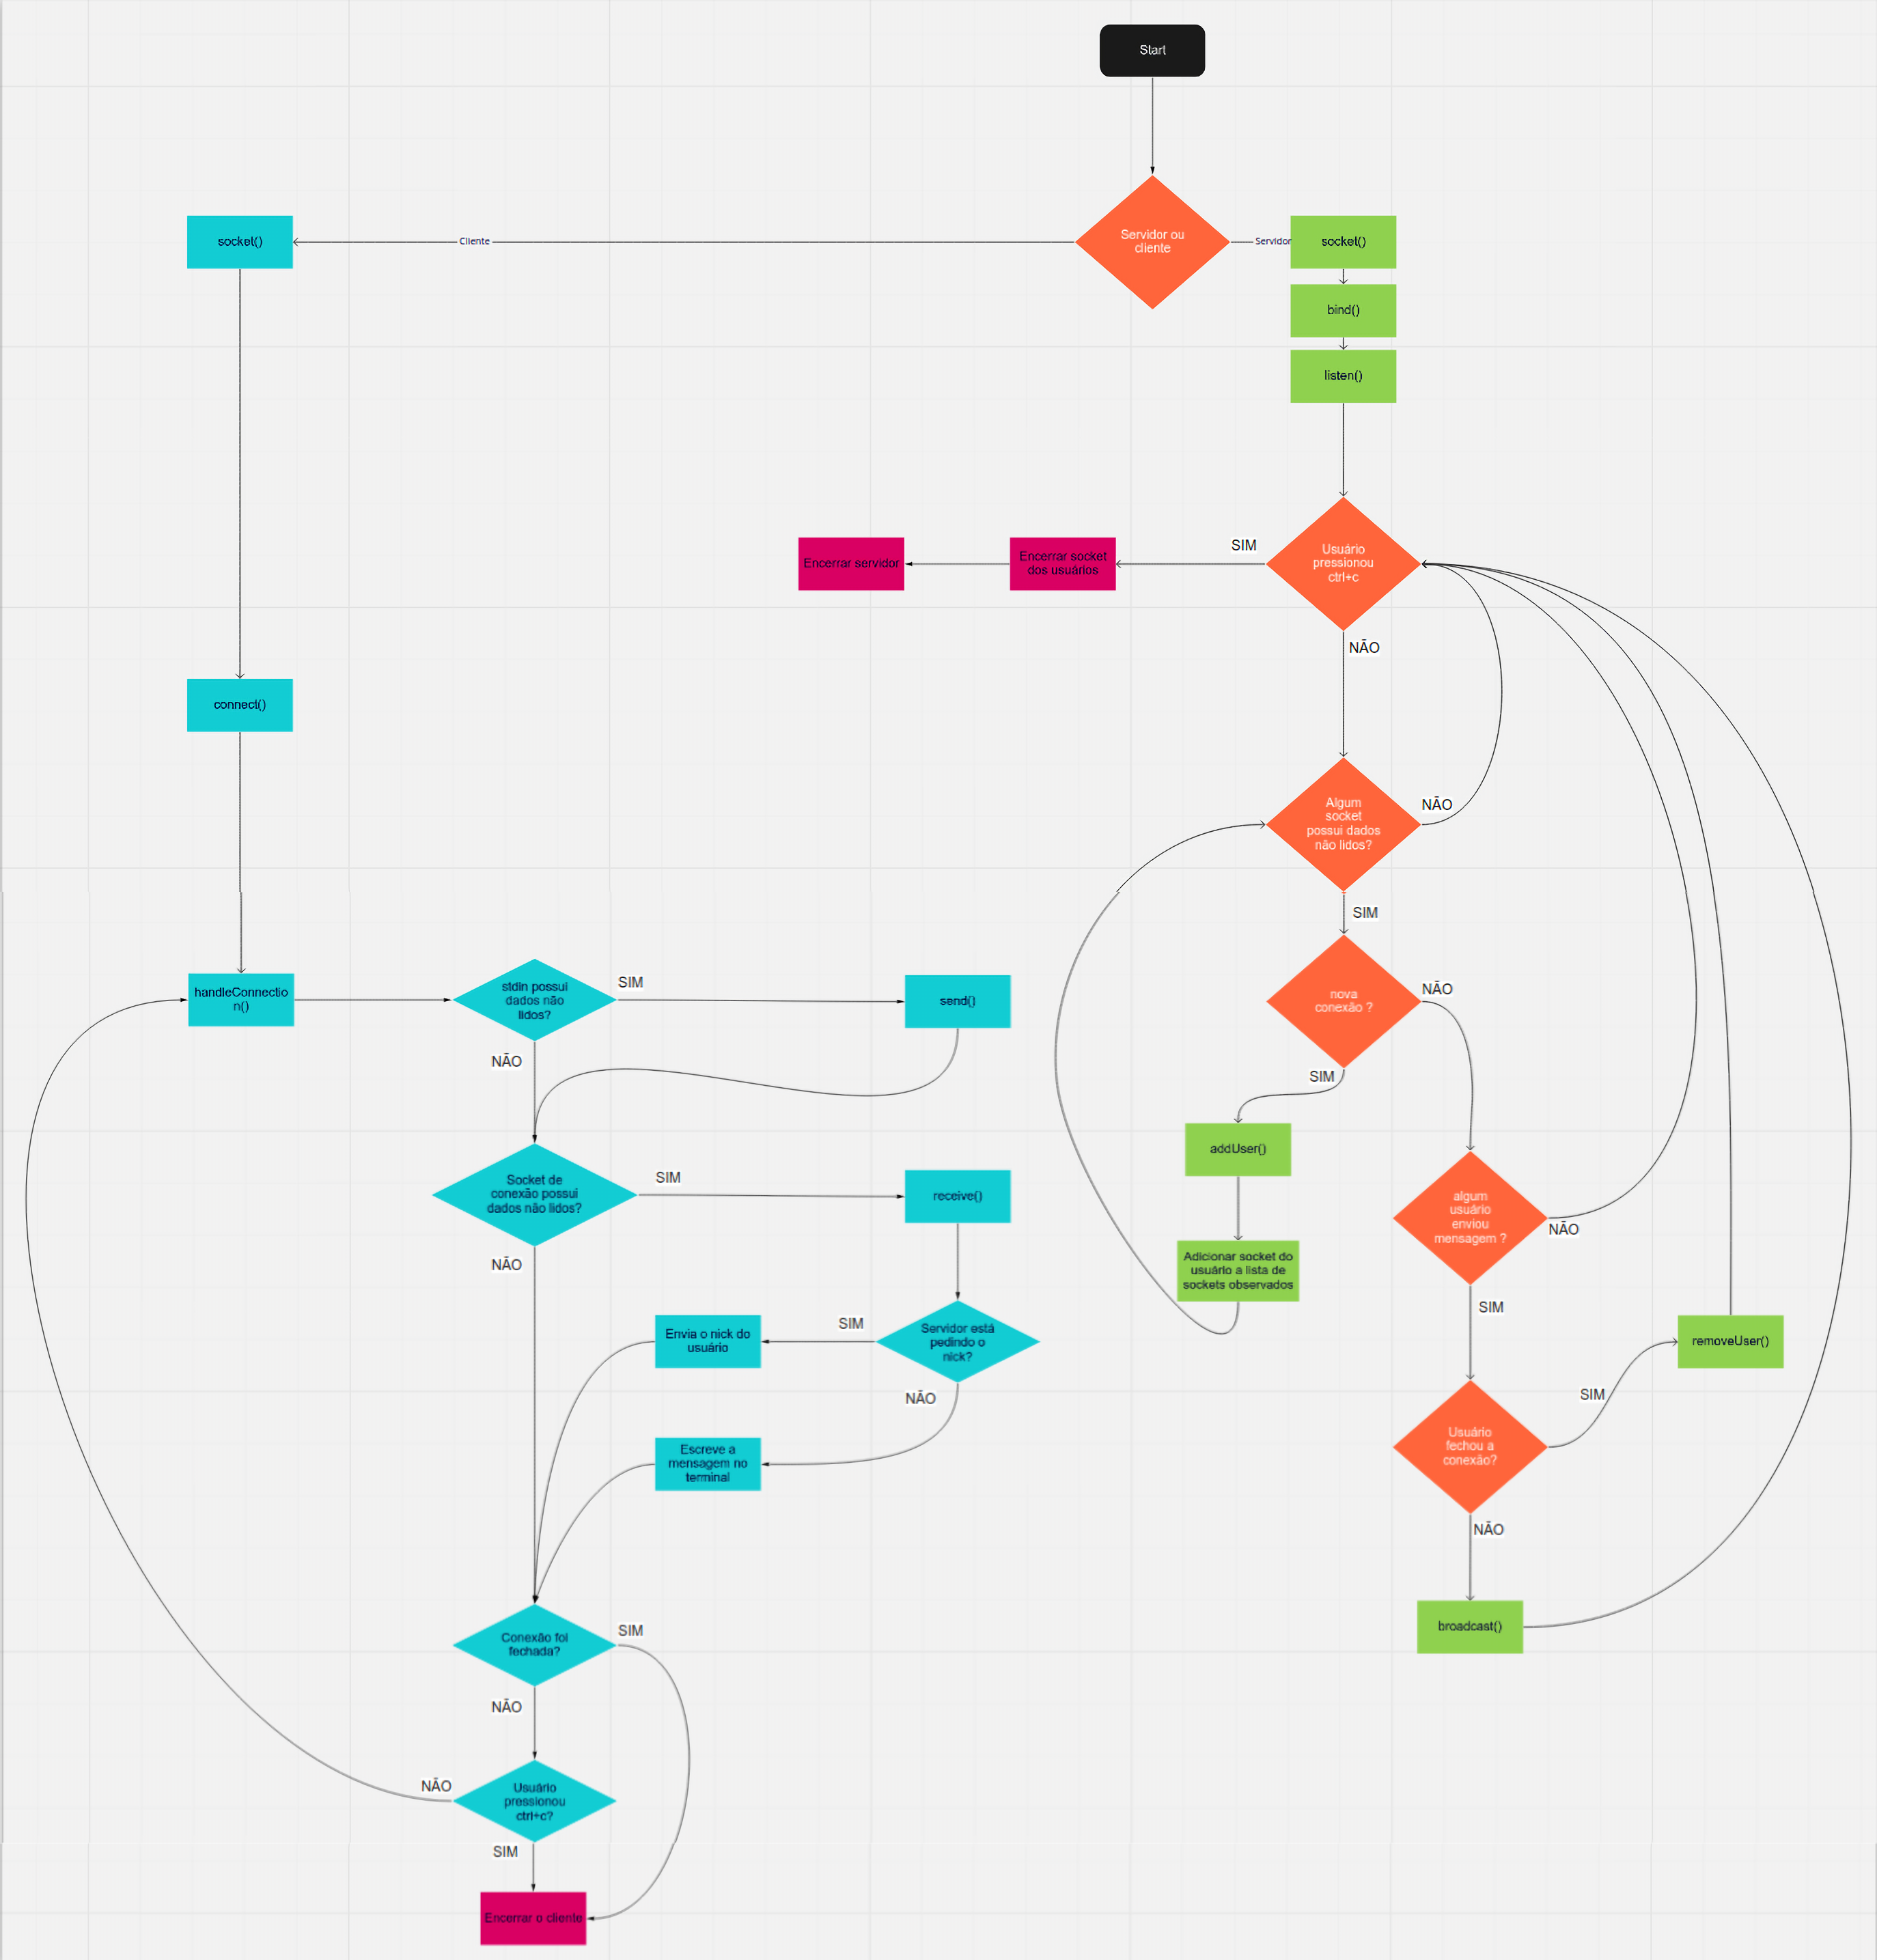 Start
Servidor ou
cliente
Cliente
Servidor
socket()
socket()
bind()
listen()
Usuário
pressionou
ctrl+c
SIM
Encerrar socket
dos usuários
Encerrar servidor
NÃO
connect()
Algum
socket
possui dados
não lidos?
NÃO
SIM
nova
conexão ?
NÃO
SIM
addUser()
Adicionar socket do
usuário a lista de
sockets observados
algum
usuário
enviou
mensagem ?
NÃO
SIM
Usuário
fechou a
conexão?
SIM
removeUser()
NÃO
broadcast()
handleConnectio
n()
stdin possui
dados não
lidos?
SIM
send()
NÃO
Socket de
conexão possui
dados não lidos?
SIM
receive()
NÃO
Servidor está
pedindo o
nick?
SIM
Envia o nick do
usuário
NÃO
Escreve a
mensagem no
terminal
Conexão foi
fechada?
SIM
NÃO
Usuário
pressionou
ctrl+c?
NÃO
SIM
Encerrar o cliente